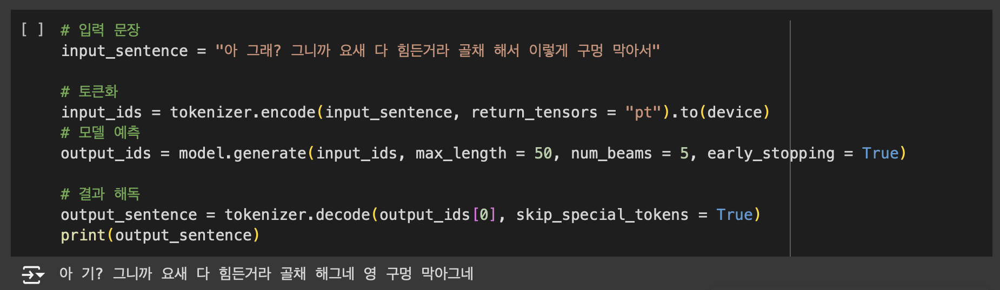 [ ] # 입력 문장
input_sentence = "아 그래? 그니까 요새 다 힘든거라 골채 해서 이렇게 구멍 막아서"
# 토큰화
input_ids = tokenizer.encode(input_sentence, return_tensors = "pt").to(device)
# 모델 예측
output_ids = model.generate(input_ids, max_length = 50, num_beams = 5, early_stopping = True)
# 결과 해독
output_sentence = tokenizer.decode(output_ids[0], skip_special_tokens = True)
print(output_sentence)
아 기? 그니까 요새 다 힘든거라 골채 해그네 영 구멍 막아그네